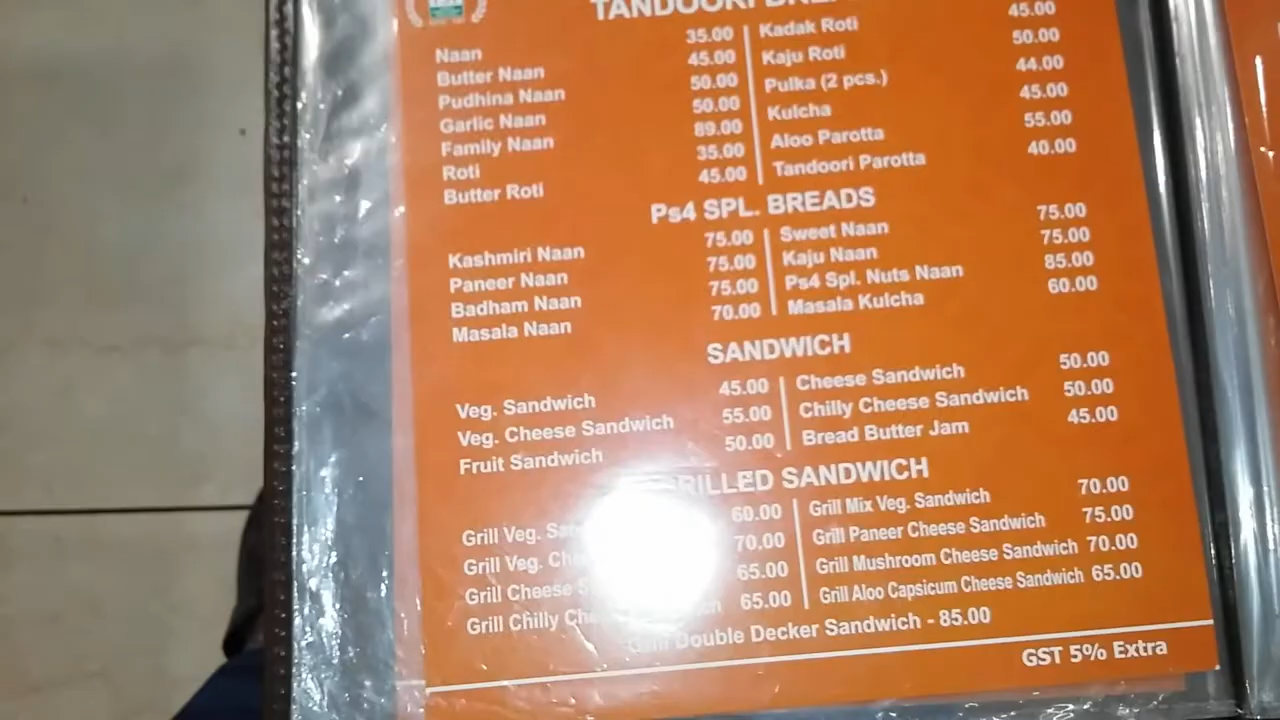 TANDOORI
Naan 35.00
Butter Naan 45.00
Pudhina Naan 50.00
Garlic Naan 50.00
Family Naan 89.00
Roti 35.00
Butter Roti 45.00
Kadak Roti 45.00
Kaju Roti 50.00
Pulka (2 pcs.) 44.00
Kulcha 45.00
Aloo Parotta 55.00
Tandoori Parotta 40.00
Ps4 SPL. BREADS
Kashmiri Naan 75.00
Paneer Naan 75.00
Badham Naan 75.00
Masala Naan 70.00
Sweet Naan 75.00
Kaju Naan 75.00
Ps4 Spl. Nuts Naan 85.00
Masala Kulcha 60.00
SANDWICH
Veg. Sandwich 45.00
Veg. Cheese Sandwich 55.00
Fruit Sandwich 50.00
Cheese Sandwich 50.00
Chilly Cheese Sandwich 50.00
Bread Butter Jam 45.00
GRILLED SANDWICH
Grill Veg. 60.00
Grill Veg. 70.00
Grill Cheese 65.00
Grill Chilly 65.00
Grill Mix Veg. Sandwich 70.00
Grill Paneer Cheese Sandwich 75.00
Grill Mushroom Cheese Sandwich 70.00
Grill Aloo Capsicum Cheese Sandwich 65.00
Double Decker Sandwich - 85.00
GST 5% Extra